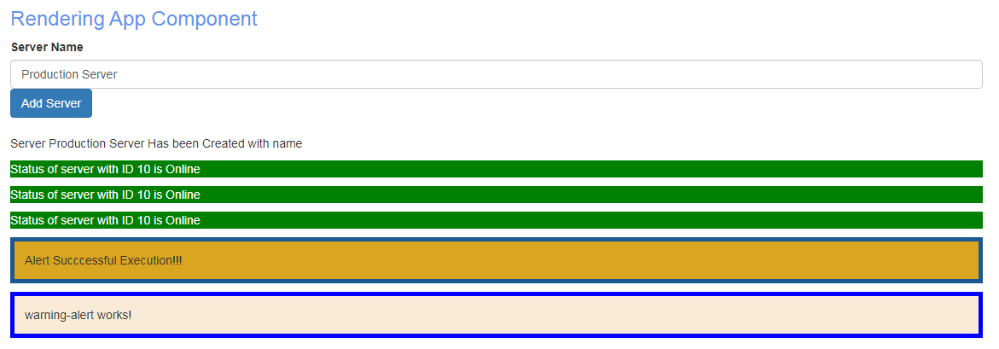 Rendering App Component
Server Name
Production Server
Add Server
Server Production Server Has been Created with name
Status of server with ID 10 is Online
Status of server with ID 10 is Online
Status of server with ID 10 is Online
Alert Succcessful Execution!!!
warning-alert works!